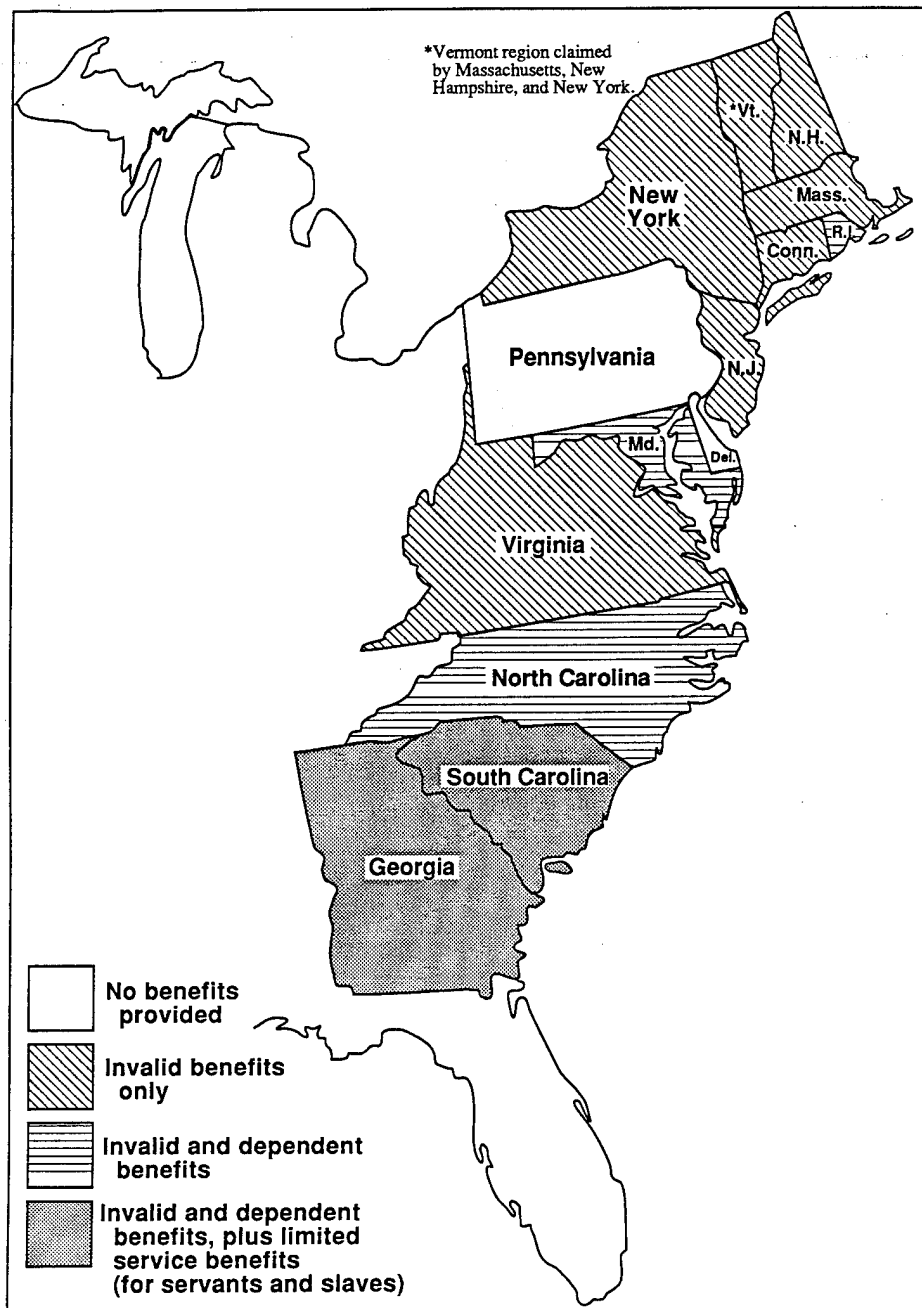 *Vermont region claimed
by Massachusetts, New
Hampshire, and New York.
*Vt.
N.H.
New
York
Mass.
R.I.
Conn.
Pennsylvania
N.J.
Md.
Del.
Virginia
North Carolina
South Carolina
Georgia
No benefits
provided
Invalid benefits
only
Invalid and dependent
benefits
Invalid and dependent
benefits, plus limited
service benefits
(for servants and slaves)